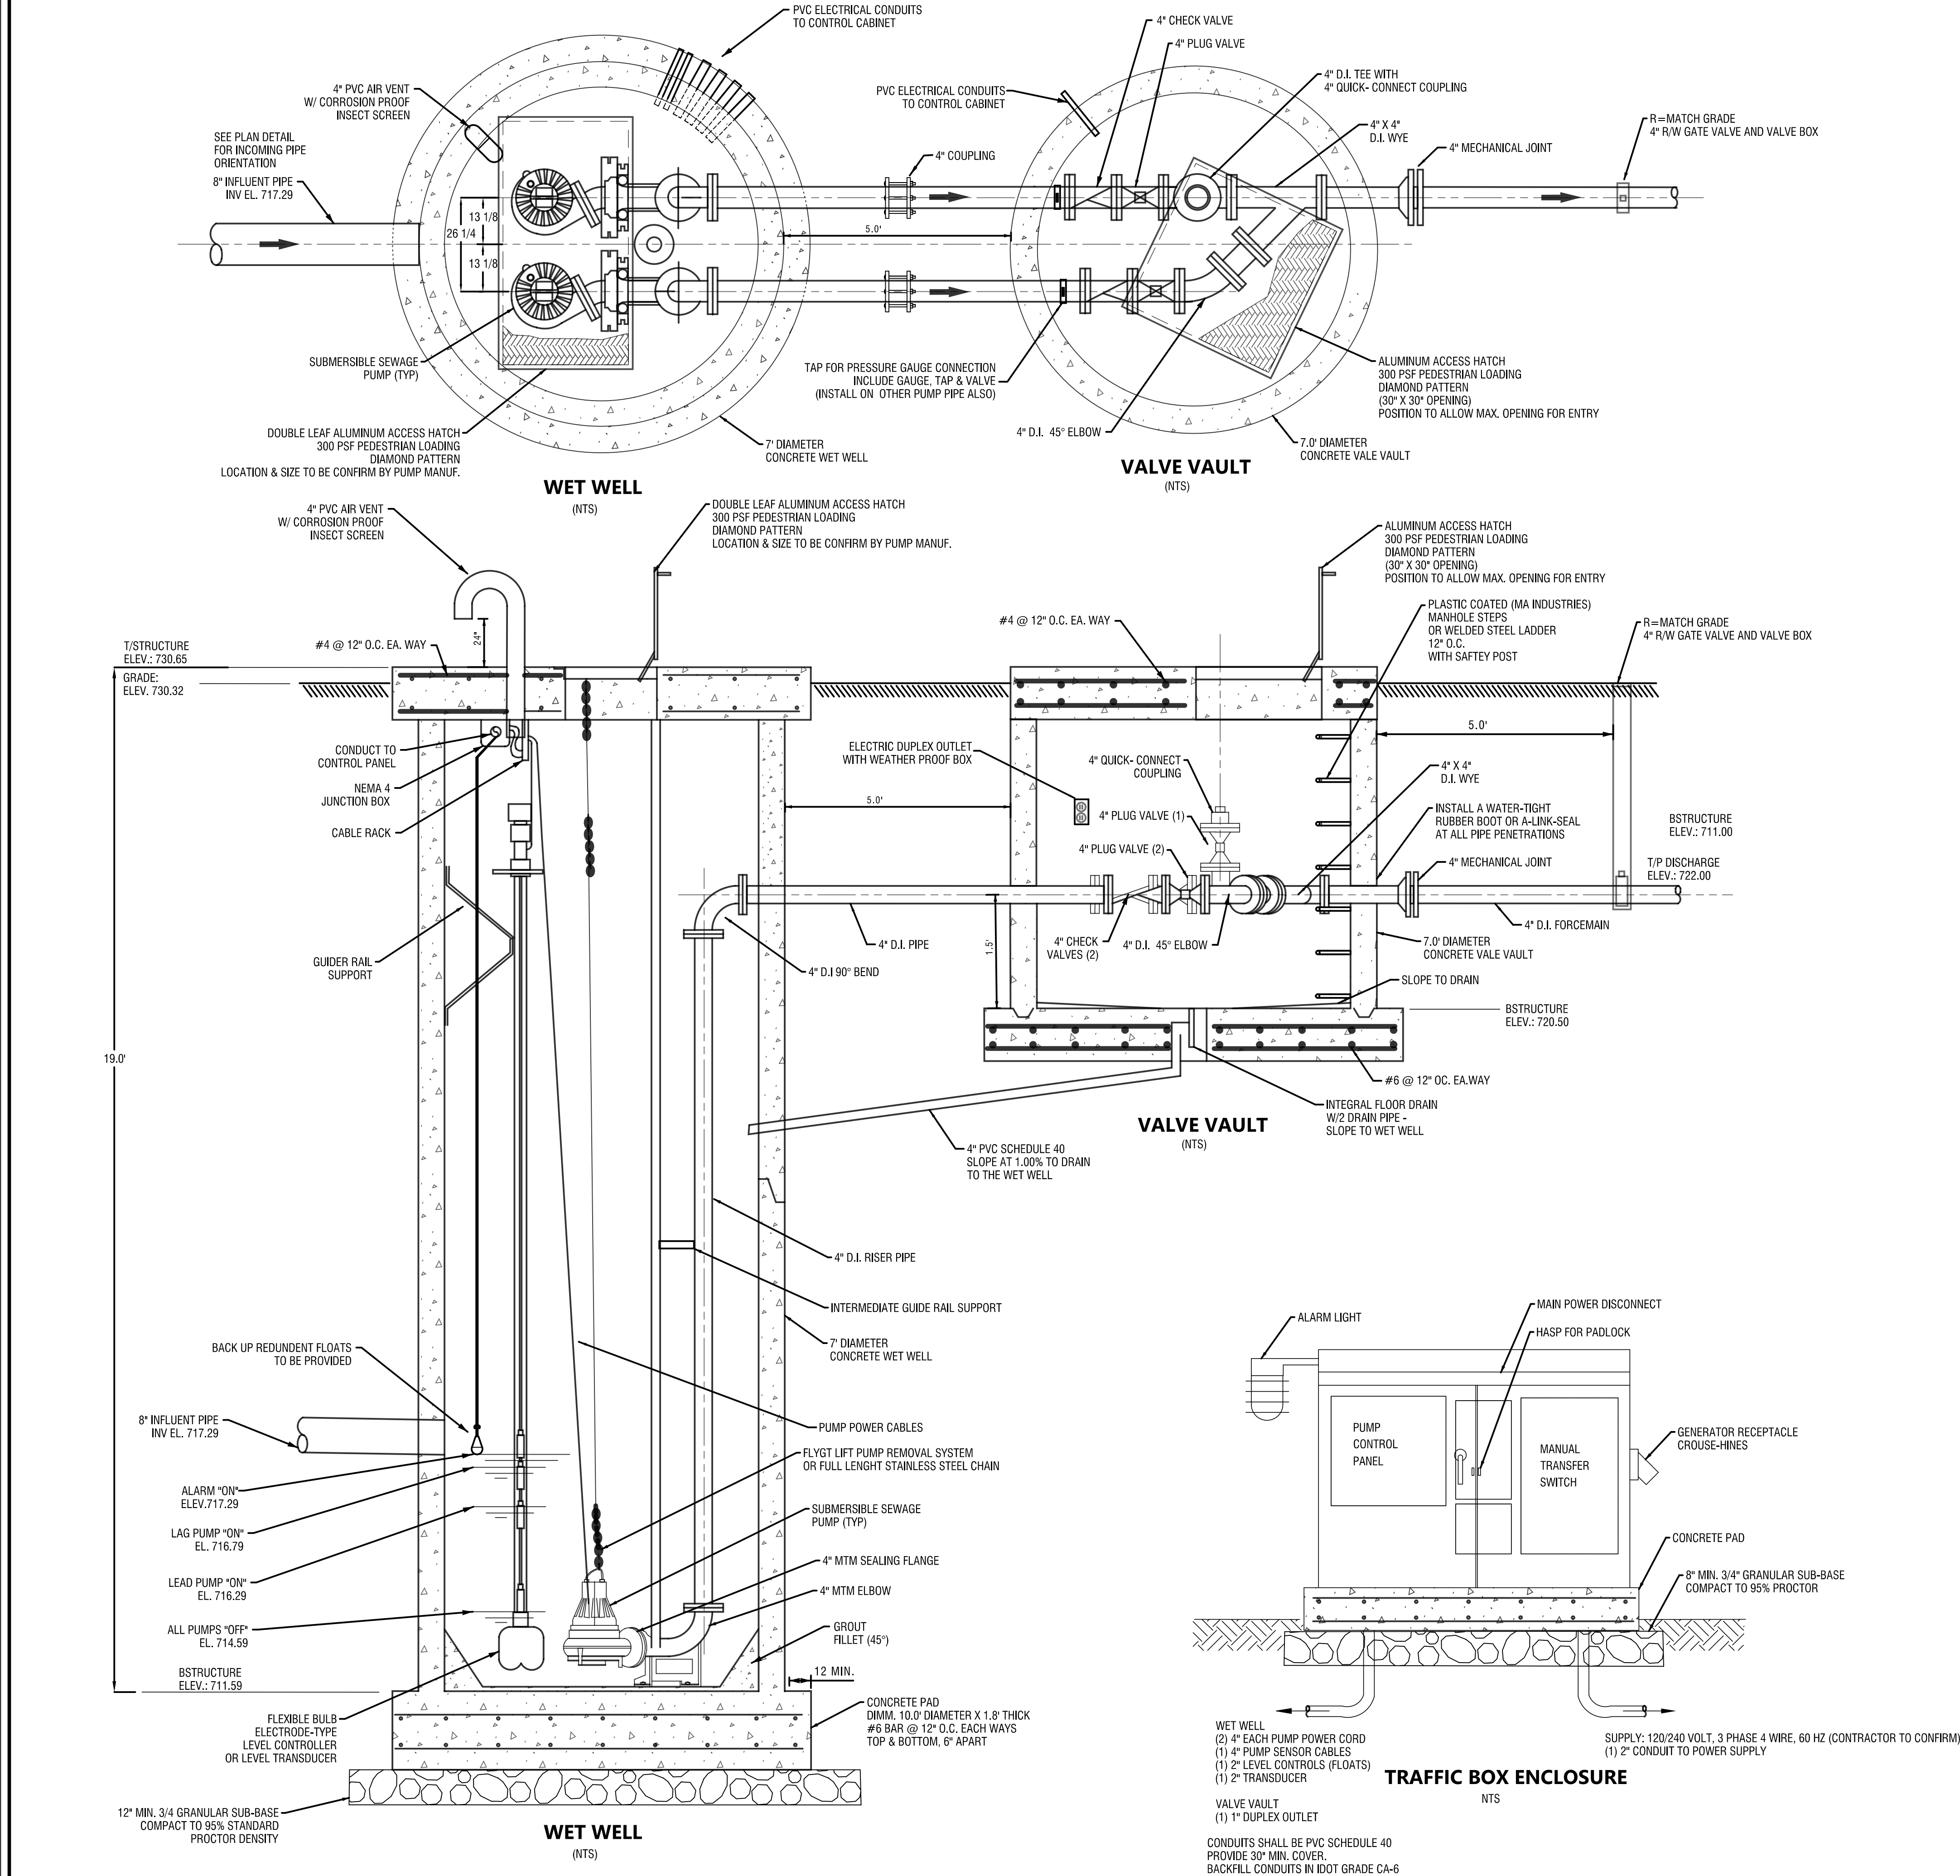 PVC ELECTRICAL CONDUITS
TO CONTROL CABINET
4" CHECK VALVE
4" PLUG VALVE
4" PVC AIR VENT
W/ CORROSION PROOF
INSECT SCREEN
PVC ELECTRICAL CONDUITS
TO CONTROL CABINET
4" D.I. TEE WITH
4" QUICK- CONNECT COUPLING
SEE PLAN DETAIL
FOR INCOMING PIPE
ORIENTATION
4" X 4"
D.I. WYE
R=MATCH GRADE
4" R/W GATE VALVE AND VALVE BOX
4" COUPLING
4" MECHANICAL JOINT
8" INFLUENT PIPE
INV EL. 717.29
13 1/8
26 1/4
13 1/8
5.0'
SUBMERSIBLE SEWAGE
PUMP (TYP)
TAP FOR PRESSURE GAUGE CONNECTION
INCLUDE GAUGE, TAP & VALVE
(INSTALL ON OTHER PUMP PIPE ALSO)
ALUMINUM ACCESS HATCH
300 PSF PEDESTRIAN LOADING
DIAMOND PATTERN
(30" X 30" OPENING)
POSITION TO ALLOW MAX. OPENING FOR ENTRY
DOUBLE LEAF ALUMINUM ACCESS HATCH
300 PSF PEDESTRIAN LOADING
DIAMOND PATTERN
LOCATION & SIZE TO BE CONFIRM BY PUMP MANUF.
7' DIAMETER
CONCRETE WET WELL
4" D.I. 45° ELBOW
7.0' DIAMETER
CONCRETE VALE VAULT
WET WELL
(NTS)
VALVE VAULT
(NTS)
4" PVC AIR VENT
W/ CORROSION PROOF
INSECT SCREEN
DOUBLE LEAF ALUMINUM ACCESS HATCH
300 PSF PEDESTRIAN LOADING
DIAMOND PATTERN
LOCATION & SIZE TO BE CONFIRM BY PUMP MANUF.
ALUMINUM ACCESS HATCH
300 PSF PEDESTRIAN LOADING
DIAMOND PATTERN
(30" X 30" OPENING)
POSITION TO ALLOW MAX. OPENING FOR ENTRY
PLASTIC COATED (MA INDUSTRIES)
MANHOLE STEPS
OR WELDED STEEL LADDER
12" O.C.
WITH SAFTEY POST
R=MATCH GRADE
4" R/W GATE VALVE AND VALVE BOX
T/STRUCTURE
ELEV.: 730.65
GRADE:
ELEV. 730.32
#4 @ 12" O.C. EA. WAY
24"
#4 @ 12" O.C. EA. WAY
CONDUCT TO
CONTROL PANEL
NEMA 4
JUNCTION BOX
CABLE RACK
ELECTRIC DUPLEX OUTLET
WITH WEATHER PROOF BOX
4" QUICK- CONNECT
COUPLING
5.0'
4" X 4"
D.I. WYE
5.0'
4" PLUG VALVE (1)
4" PLUG VALVE (2)
INSTALL A WATER-TIGHT
RUBBER BOOT OR A-LINK-SEAL
AT ALL PIPE PENETRATIONS
BSTRUCTURE
ELEV.: 711.00
4" MECHANICAL JOINT
T/P DISCHARGE
ELEV.: 722.00
GUIDER RAIL
SUPPORT
4" D.I. PIPE
4" D.I 90° BEND
1.5'
4" CHECK
VALVES (2)
4" D.I. 45° ELBOW
4" D.I. FORCEMAIN
7.0' DIAMETER
CONCRETE VALE VAULT
SLOPE TO DRAIN
BSTRUCTURE
ELEV.: 720.50
19.0'
#6 @ 12" OC. EA.WAY
INTEGRAL FLOOR DRAIN
W/2 DRAIN PIPE -
SLOPE TO WET WELL
VALVE VAULT
(NTS)
4" PVC SCHEDULE 40
SLOPE AT 1.00% TO DRAIN
TO THE WET WELL
4" D.I. RISER PIPE
INTERMEDIATE GUIDE RAIL SUPPORT
7' DIAMETER
CONCRETE WET WELL
BACK UP REDUNDENT FLOATS
TO BE PROVIDED
8" INFLUENT PIPE
INV EL. 717.29
PUMP POWER CABLES
FLYGT LIFT PUMP REMOVAL SYSTEM
OR FULL LENGHT STAINLESS STEEL CHAIN
ALARM "ON"
ELEV.717.29
LAG PUMP "ON"
EL. 716.79
LEAD PUMP "ON"
EL. 716.29
ALL PUMPS "OFF"
EL. 714.59
BSTRUCTURE
ELEV.: 711.59
SUBMERSIBLE SEWAGE
PUMP (TYP)
4" MTM SEALING FLANGE
4" MTM ELBOW
GROUT
FILLET (45°)
12 MIN.
CONCRETE PAD
DIMM. 10.0' DIAMETER X 1.8' THICK
#6 BAR @ 12" O.C. EACH WAYS
TOP & BOTTOM, 6" APART
FLEXIBLE BULB
ELECTRODE-TYPE
LEVEL CONTROLLER
OR LEVEL TRANSDUCER
12" MIN. 3/4 GRANULAR SUB-BASE
COMPACT TO 95% STANDARD
PROCTOR DENSITY
WET WELL
(NTS)
ALARM LIGHT
MAIN POWER DISCONNECT
HASP FOR PADLOCK
PUMP
CONTROL
PANEL
MANUAL
TRANSFER
SWITCH
GENERATOR RECEPTACLE
CROUSE-HINES
CONCRETE PAD
8" MIN. 3/4" GRANULAR SUB-BASE
COMPACT TO 95% PROCTOR
WET WELL
(2) 4" EACH PUMP POWER CORD
(1) 4" PUMP SENSOR CABLES
(1) 2" LEVEL CONTROLS (FLOATS)
(1) 2" TRANSDUCER
VALVE VAULT
(1) 1" DUPLEX OUTLET
CONDUITS SHALL BE PVC SCHEDULE 40
PROVIDE 30" MIN. COVER.
BACKFILL CONDUITS IN IDOT GRADE CA-6
SUPPLY: 120/240 VOLT, 3 PHASE 4 WIRE, 60 HZ (CONTRACTOR TO CONFIRM)
(1) 2" CONDUIT TO POWER SUPPLY
TRAFFIC BOX ENCLOSURE
NTS